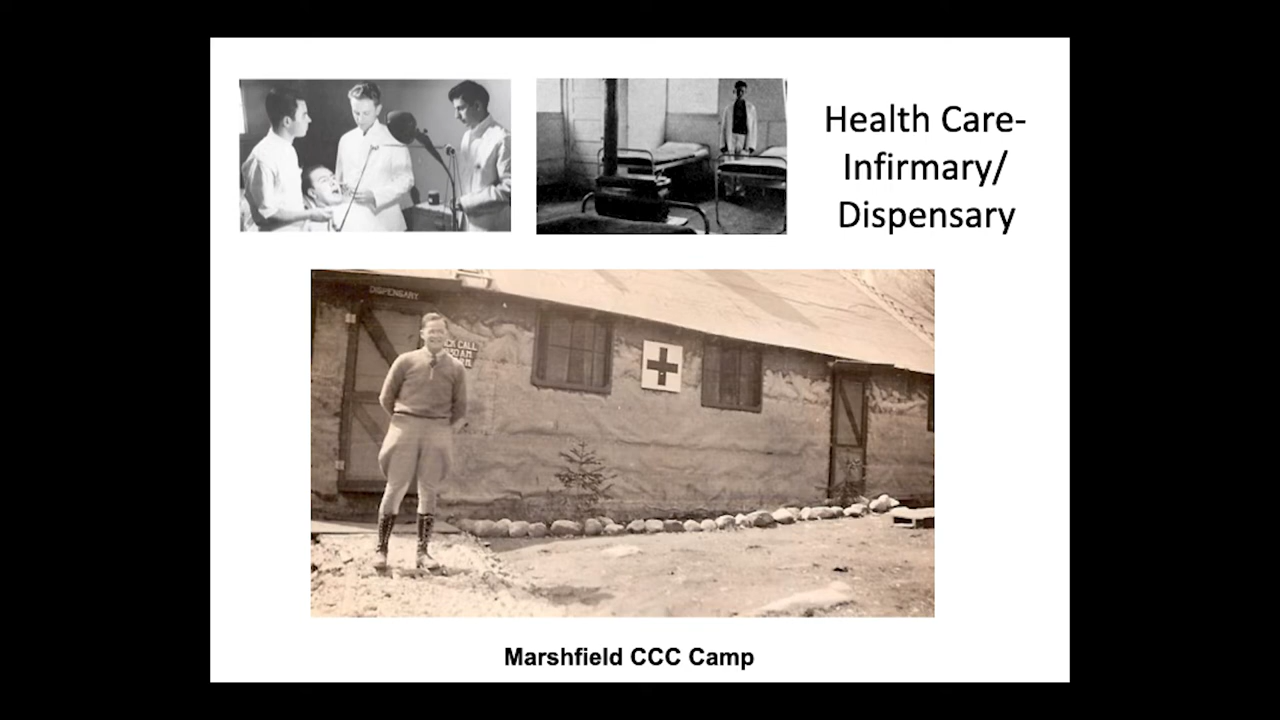 Health Care-
Infirmary/
Dispensary
DISPENSARY
Marshfield CCC Camp